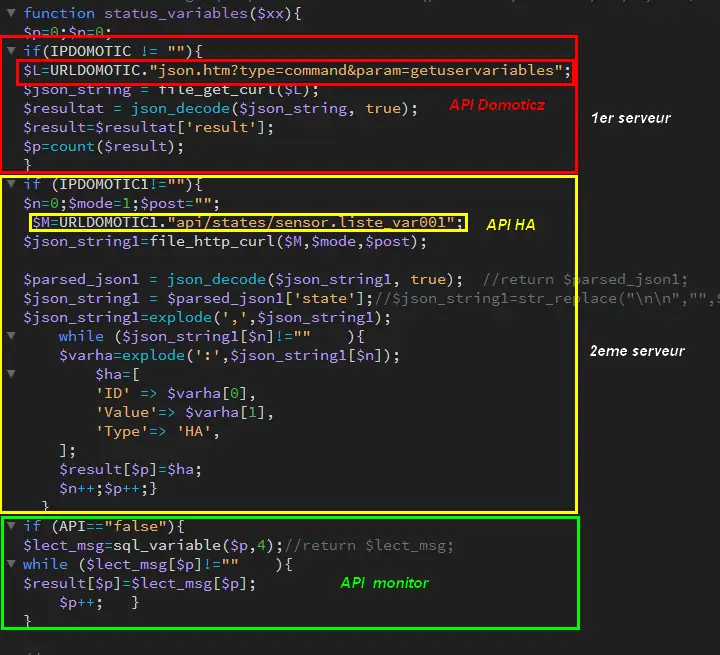 function status_variables($xx){
$p=0;$n=0;
if(IPDOMOTIC != ""){
$L=URLDOMOTIC."json.htm?type=command&param=getuservariables";
$json_string = file_get_curl($L);
$resultat = json_decode($json_string, true);
API Domoticz
1er serveur
$result=$resultat['result'];
$p=count($result);
}
if (IPDOMOTIC1!=""){
$n=0;$mode=1;$post="";
$M=URLDOMOTIC1."api/states/sensor.liste_var001";
API HA
$json_string1=file_http_curl($M,$mode,$post);
$parsed_json1 = json_decode($json_string1, true);  //return $parsed_json1;
$json_string1 = $parsed_json1['state'];//$json_string1=str_replace("\n\n","",$
$json_string1=explode(',',$json_string1);
while ($json_string1[$n]!=""    ){
2eme serveur
$varha=explode(':',$json_string1[$n]);
$ha=[
'ID' => $varha[0],
'Value'=> $varha[1],
'Type'=> 'HA',
];
$result[$p]=$ha;
$n++;$p++;}
}
if (API=="false"){
$lect_msg=sql_variable($p,4);//return $lect_msg;
while ($lect_msg[$p]!=""    ){
$result[$p]=$lect_msg[$p];
API  monitor
$p++;   }
}